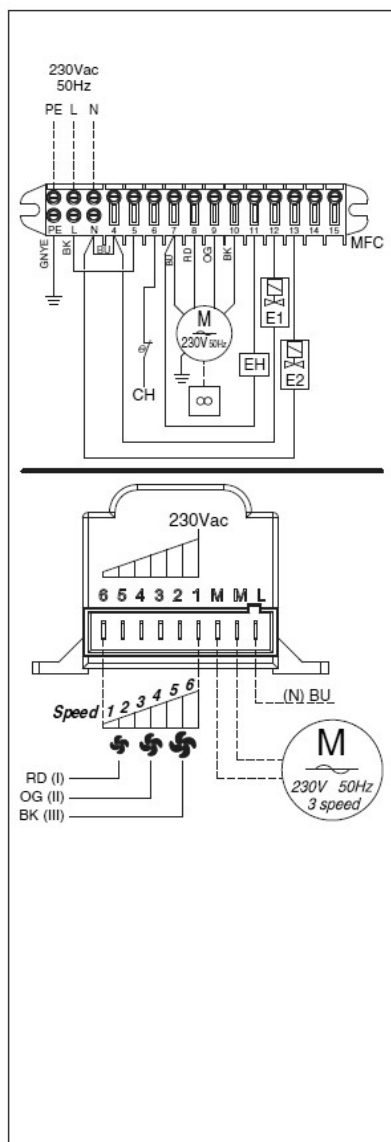 230Vac
50Hz
PE L N
PE L N 4 5 6 7 8 9 10 11 12 13 14 15
MFC
GNYE BK BU BU RD OG BK
E1
M
230V 50Hz
EH
E2
CH
230Vac
6 5 4 3 2 1 M M L
Speed 1 2 3 4 5 6
(N) BU
RD (I)
OG (II)
BK (III)
M
230V 50Hz
3 speed